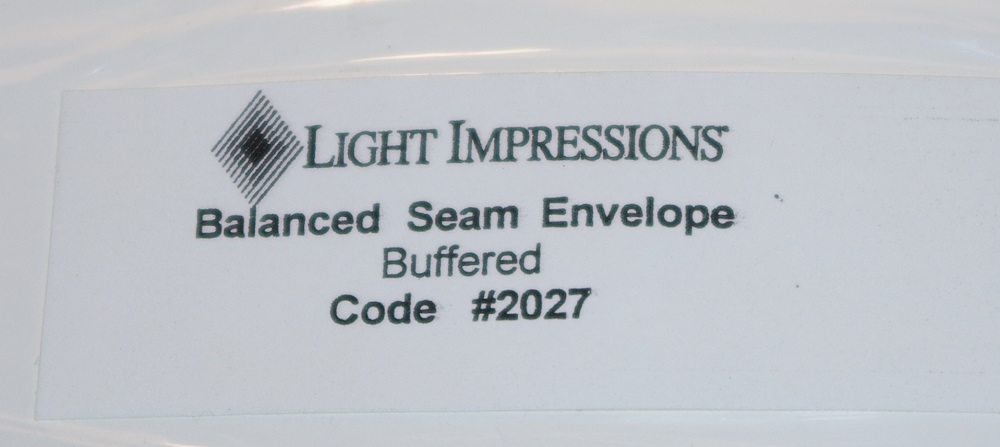 LIGHT IMPRESSIONS
Balanced Seam Envelope
Buffered
Code #2027